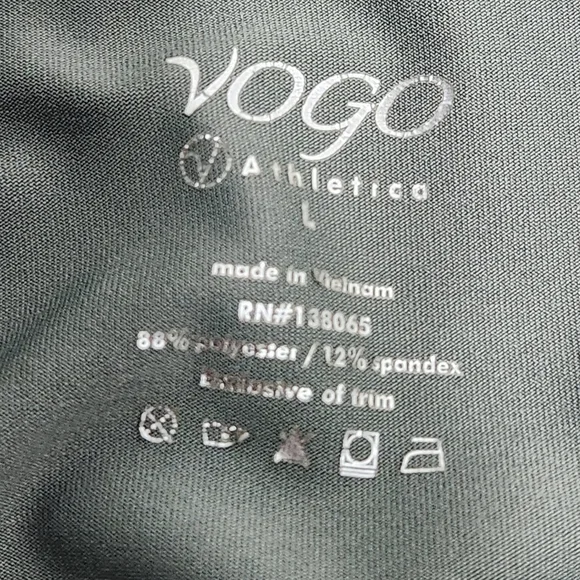 VOGO
Athletica
L
made in Vietnam
RN#138065
88% polyester / 12% spandex
Exclusive of trim